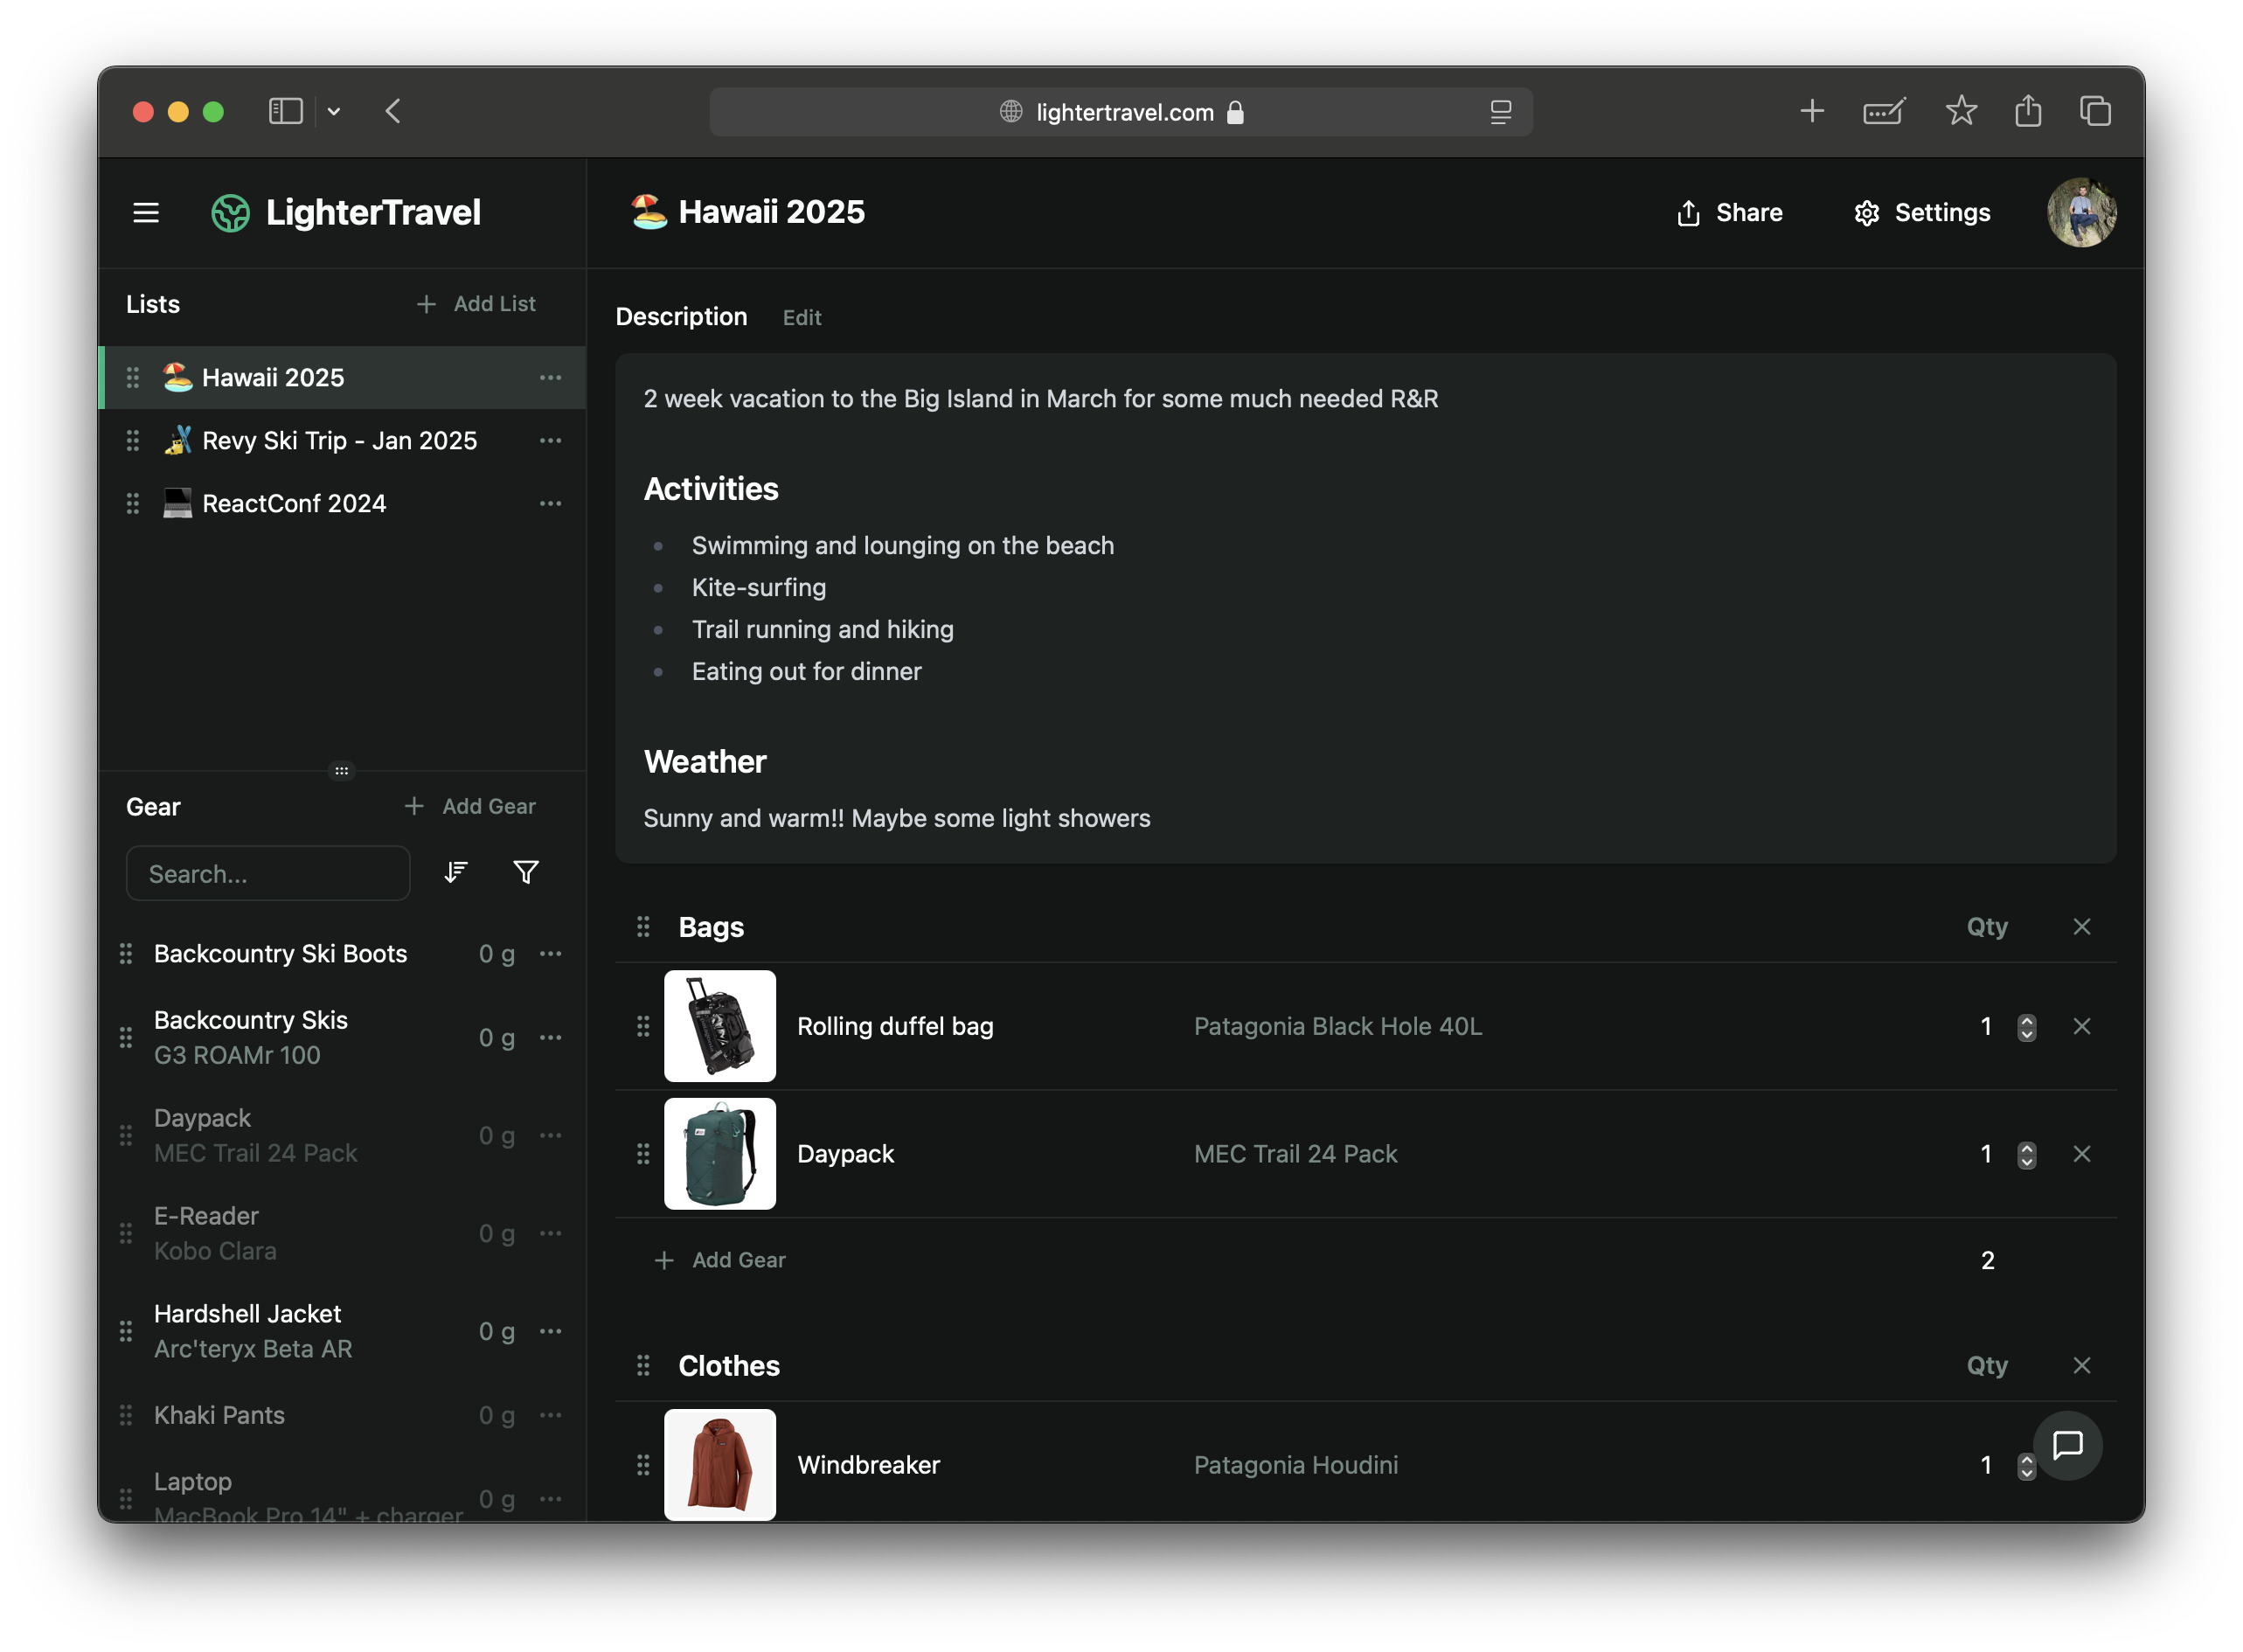 lightertravel.com
LighterTravel
Lists
Add List
🏖️ Hawaii 2025
🎿 Revy Ski Trip - Jan 2025
💻 ReactConf 2024
Gear
Add Gear
Search...
Backcountry Ski Boots 0 g
Backcountry Skis
G3 ROAMr 100
0 g
Daypack
MEC Trail 24 Pack
0 g
E-Reader
Kobo Clara
0 g
Hardshell Jacket
Arc'teryx Beta AR
0 g
Khaki Pants 0 g
Laptop
MacBook Pro 14" + charger
0 g
🏖️ Hawaii 2025
Share
Settings
Description Edit
2 week vacation to the Big Island in March for some much needed R&R
Activities
• Swimming and lounging on the beach
• Kite-surfing
• Trail running and hiking
• Eating out for dinner
Weather
Sunny and warm!! Maybe some light showers
Bags Qty
Rolling duffel bag Patagonia Black Hole 40L 1
Daypack MEC Trail 24 Pack 1
Add Gear 2
Clothes Qty
Windbreaker Patagonia Houdini 1